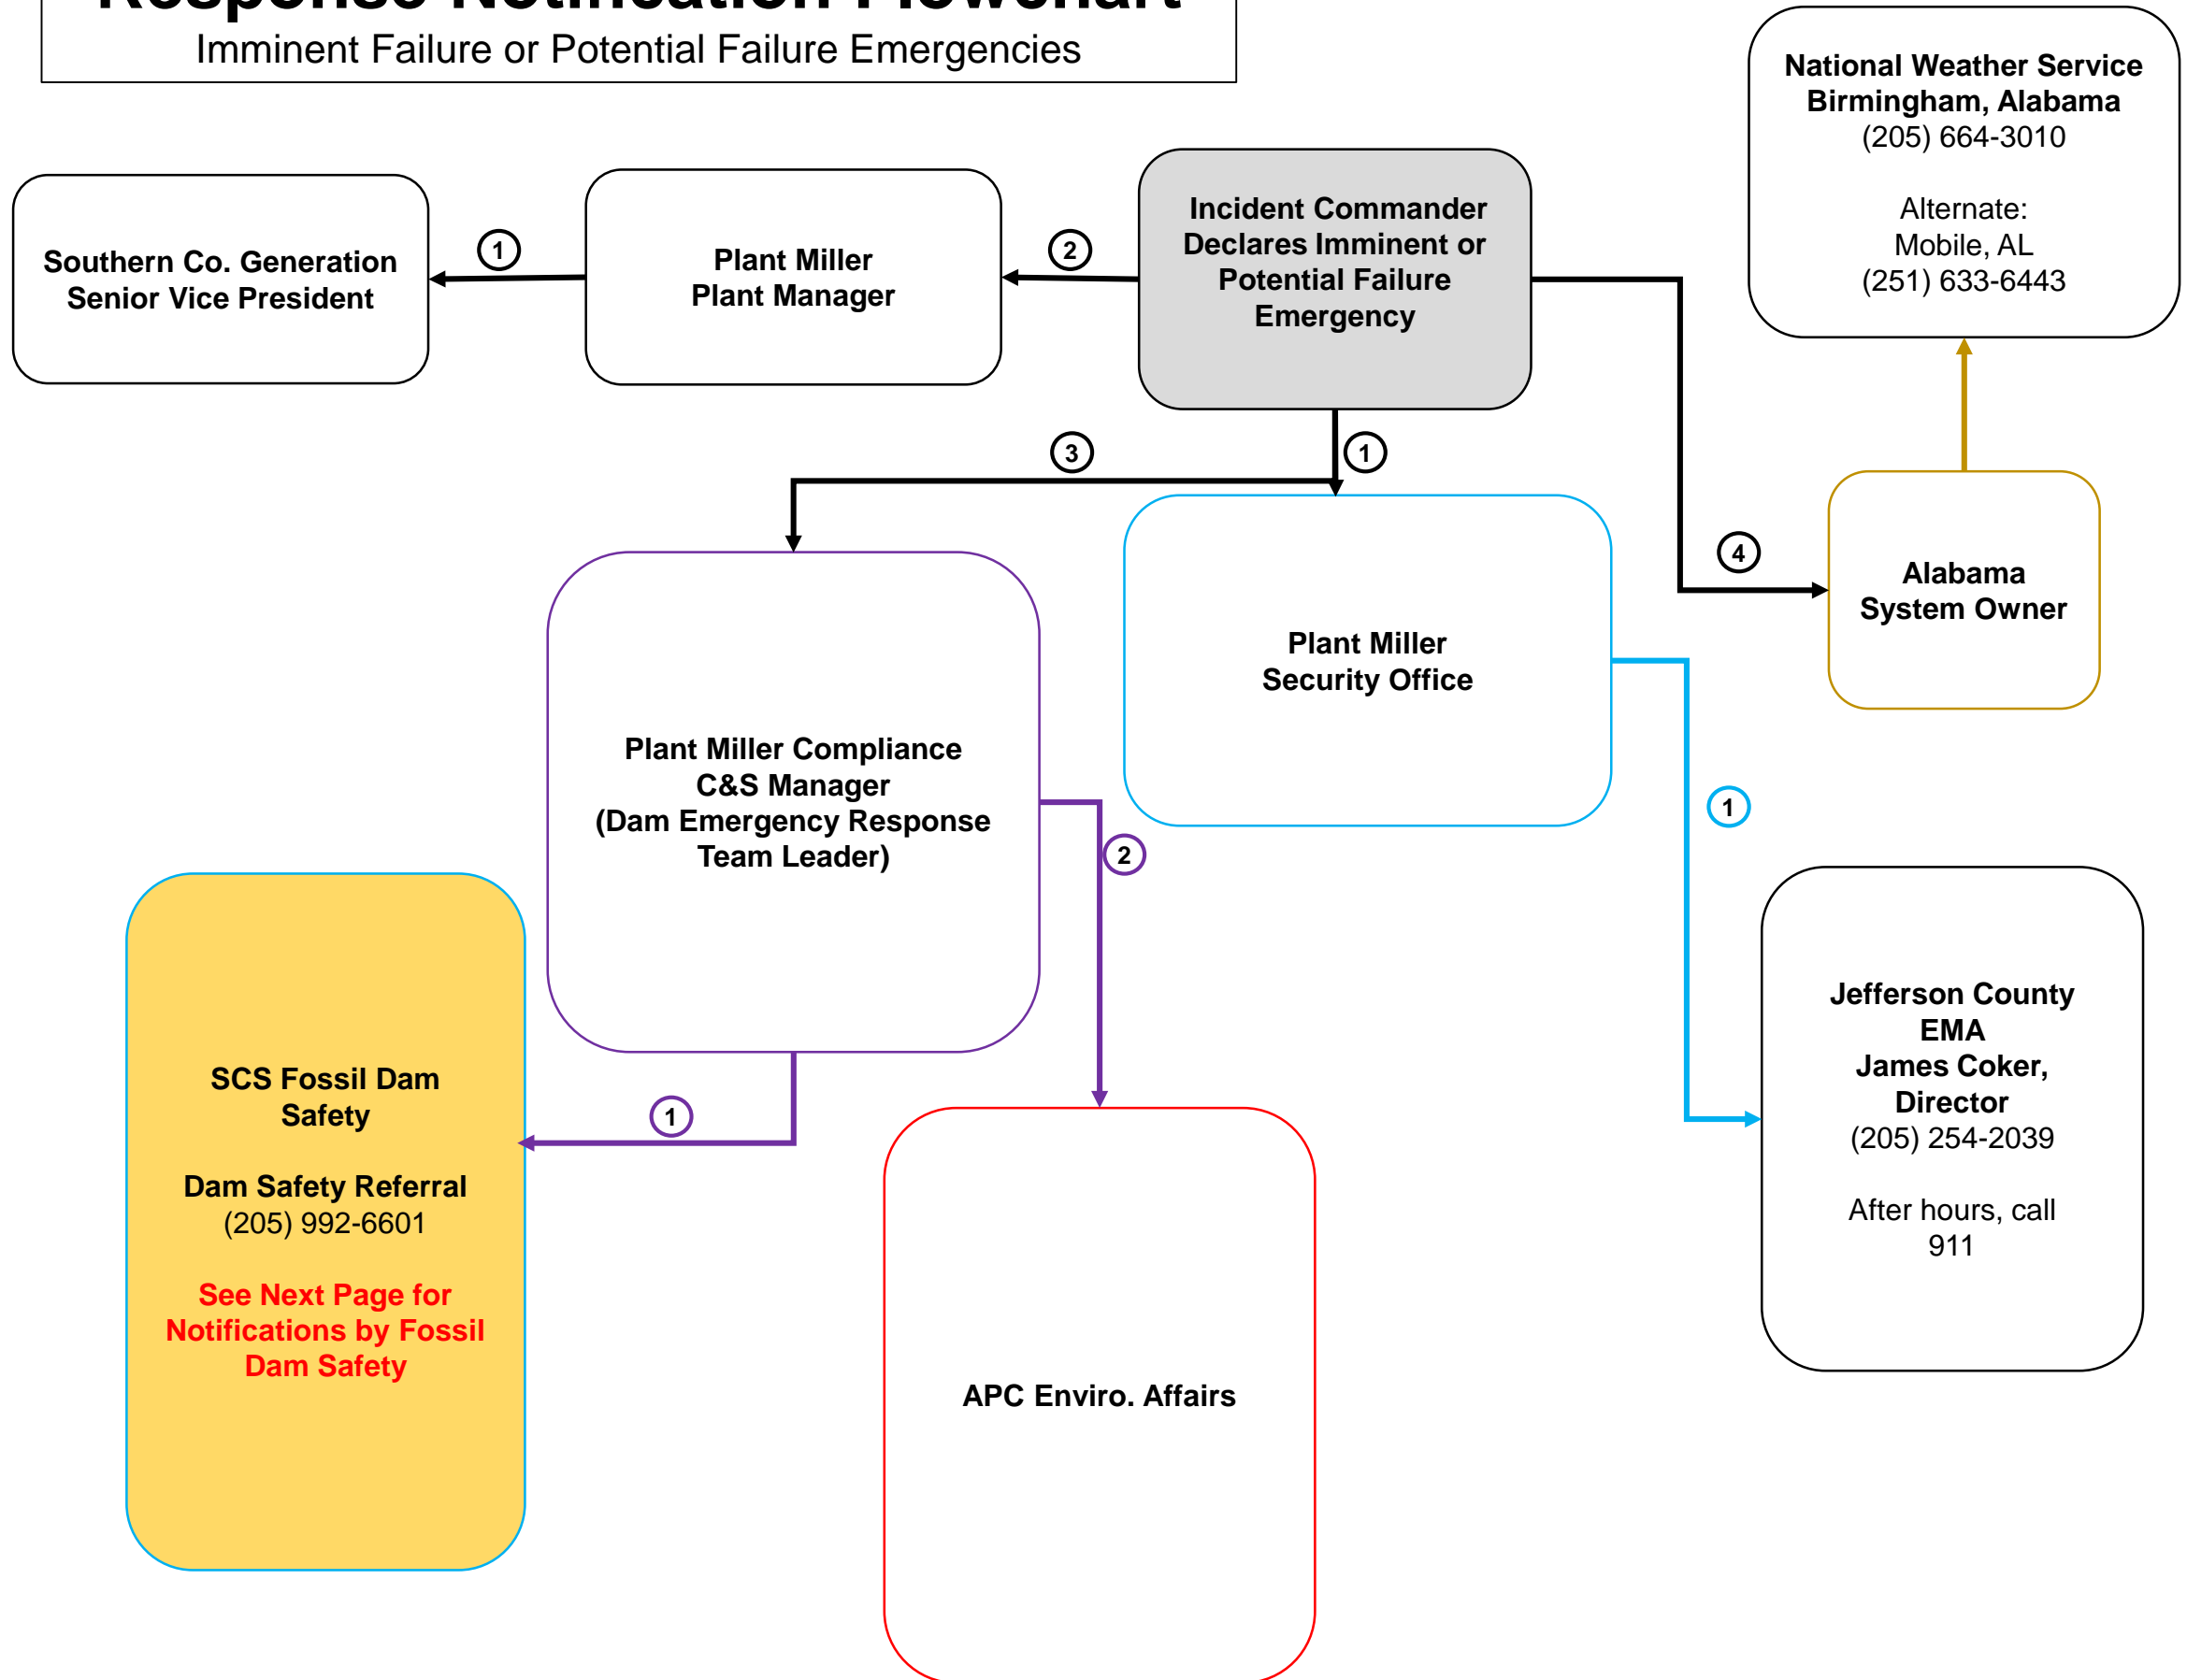 Response Notification Flowchart
Imminent Failure or Potential Failure Emergencies
National Weather Service
Birmingham, Alabama
(205) 664-3010
Alternate:
Mobile, AL
(251) 633-6443
Southern Co. Generation
Senior Vice President
1
Plant Miller
Plant Manager
2
Incident Commander
Declares Imminent or
Potential Failure
Emergency
3
1
4
Alabama
System Owner
Plant Miller
Security Office
Plant Miller Compliance
C&S Manager
(Dam Emergency Response
Team Leader)
2
1
1
SCS Fossil Dam
Safety
Dam Safety Referral
(205) 992-6601
See Next Page for
Notifications by Fossil
Dam Safety
APC Enviro. Affairs
Jefferson County
EMA
James Coker,
Director
(205) 254-2039
After hours, call
911